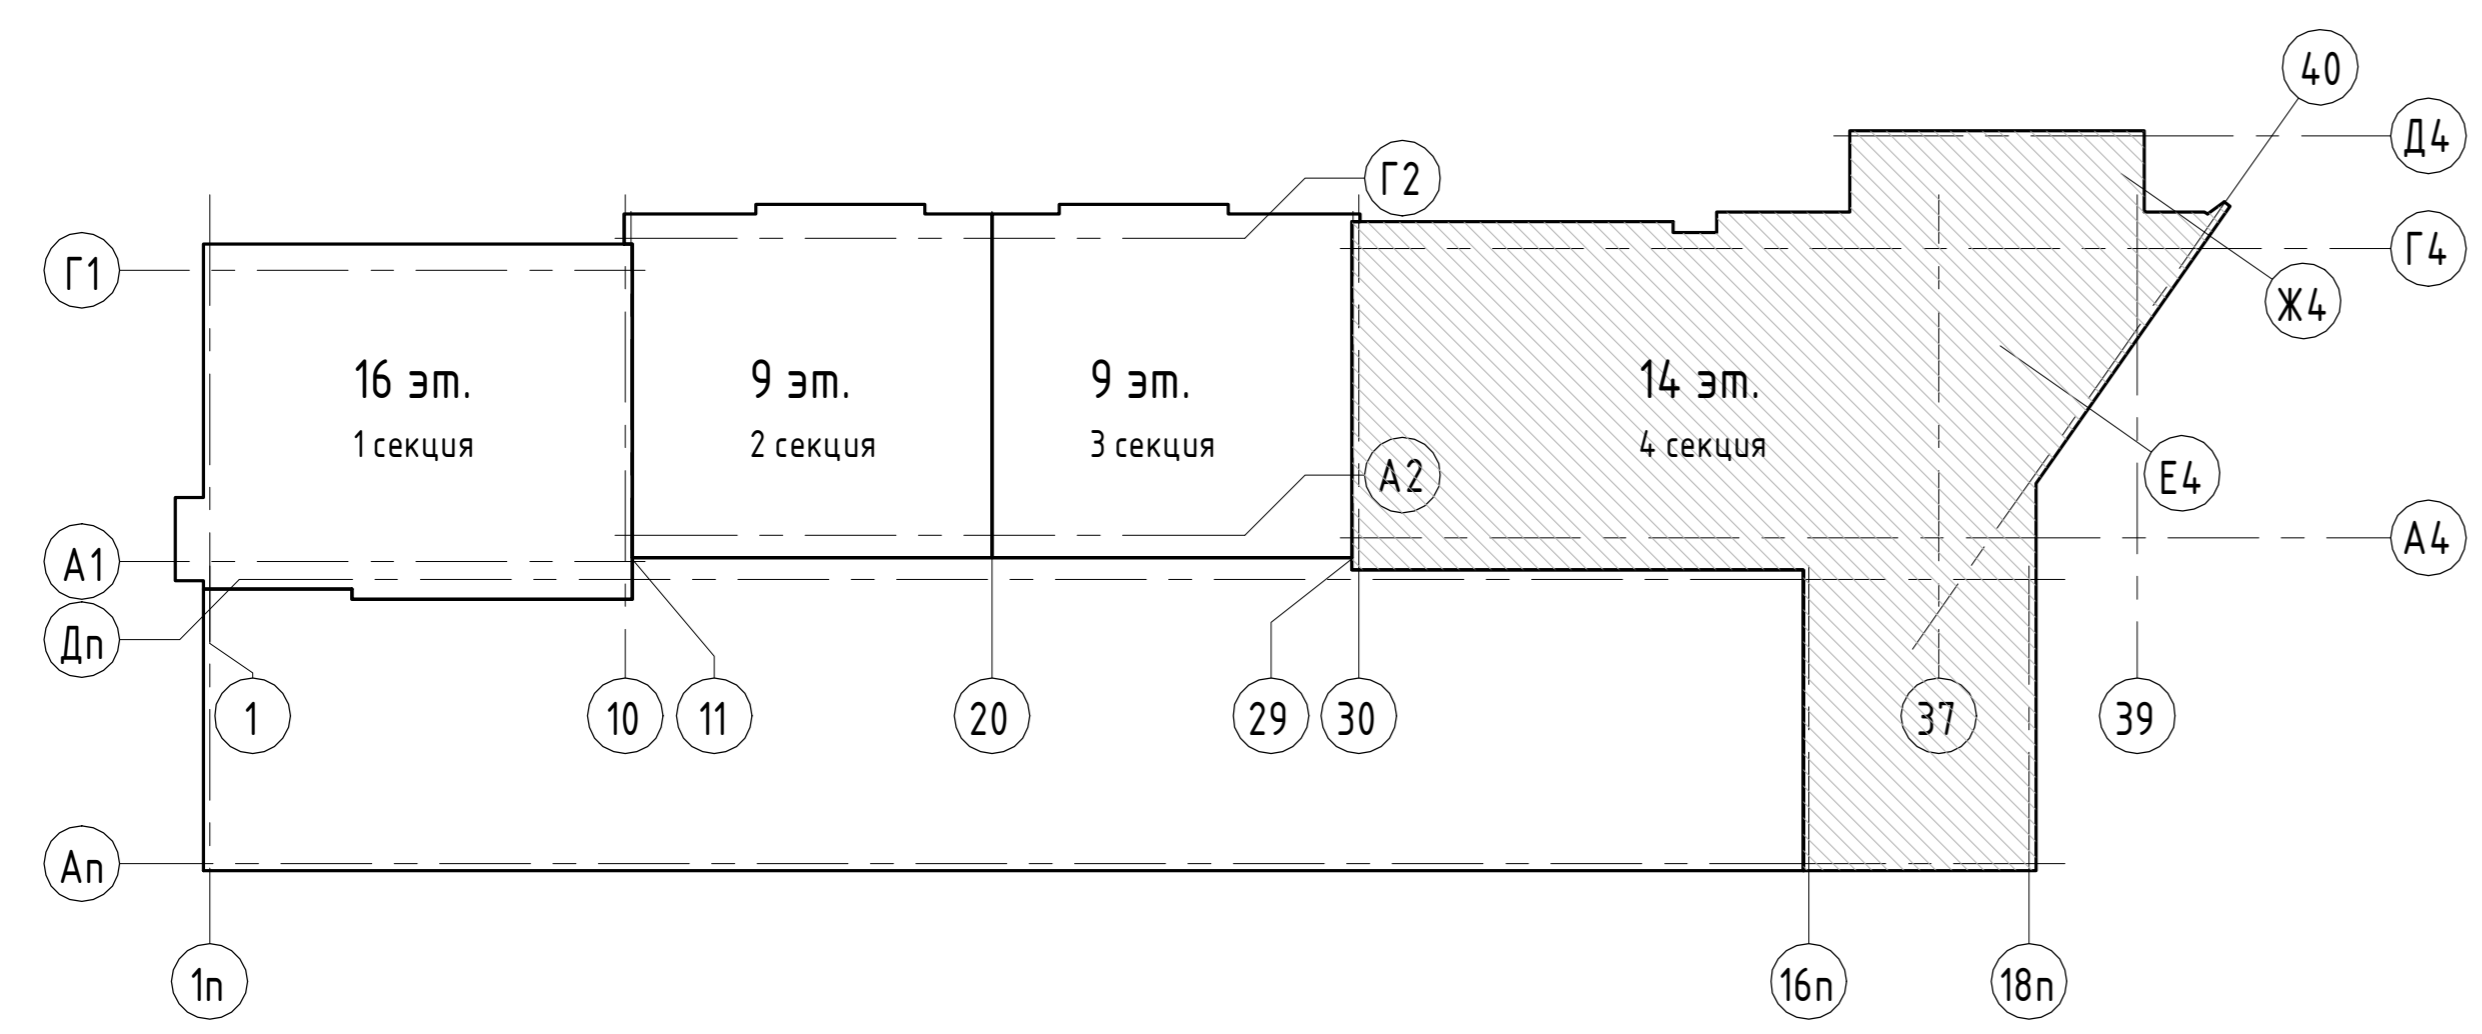 40
Д4
Г2
Г4
Г1
Ж4
16 эт.
9 эт.
9 эт.
14 эт.
1 секция
2 секция
3 секция
4 секция
А2
Е4
А1
А4
Дп
1
10
11
20
29
30
37
39
Ап
1п
16п
18п